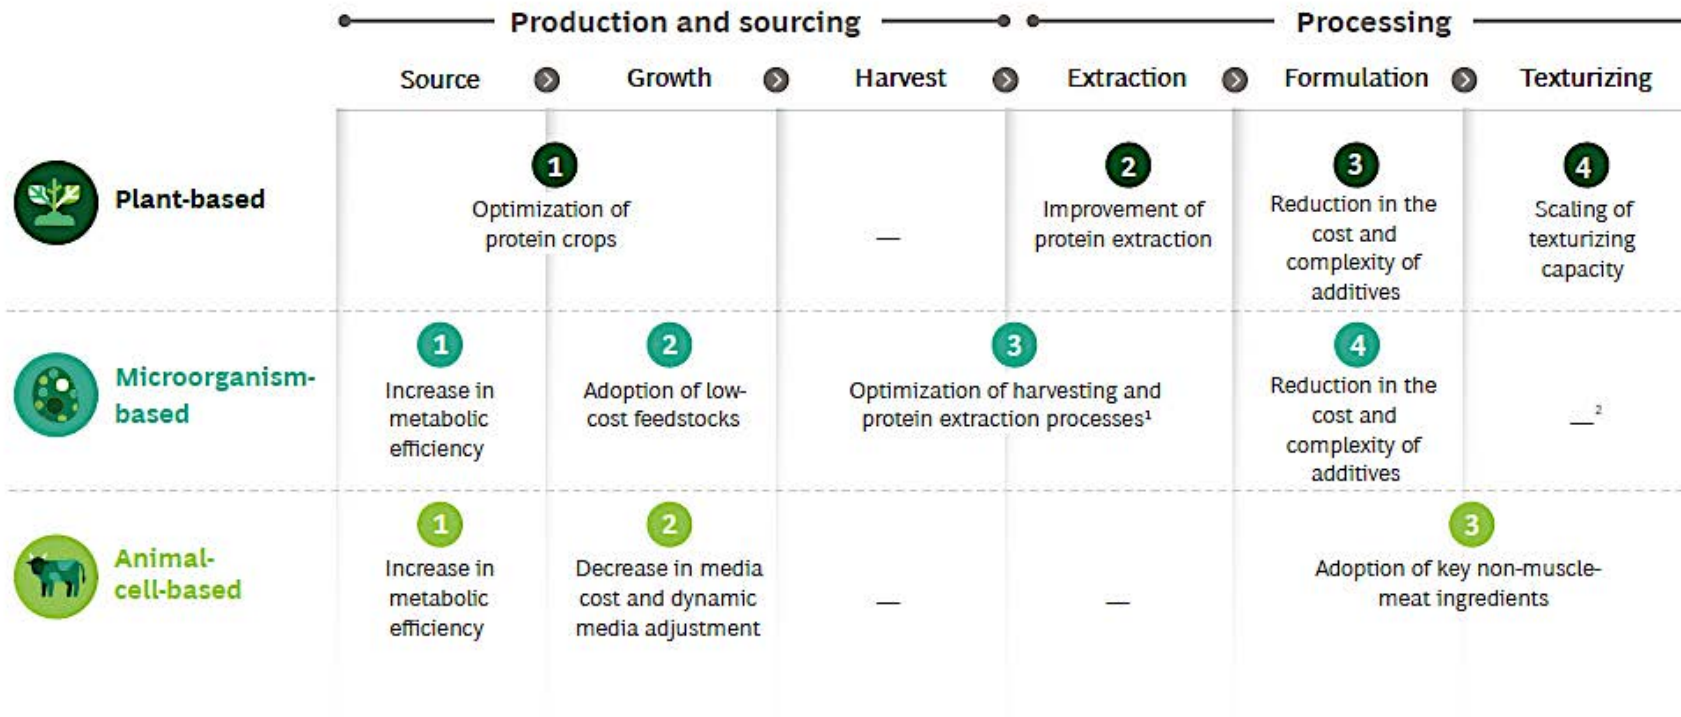 Production and sourcing
Processing
Source
Growth
Harvest
Extraction
Formulation
Texturizing
Plant-based
1
Optimization of
protein crops
—
2
Improvement of
protein extraction
3
Reduction in the
cost and
complexity of
additives
4
Scaling of
texturizing
capacity
Microorganism-
based
1
Increase in
metabolic
efficiency
2
Adoption of low-
cost feedstocks
3
Optimization of harvesting and
protein extraction processes¹
4
Reduction in the
cost and
complexity of
additives
—²
Animal-
cell-based
1
Increase in
metabolic
efficiency
2
Decrease in media
cost and dynamic
media adjustment
—
—
3
Adoption of key non-muscle-
meat ingredients